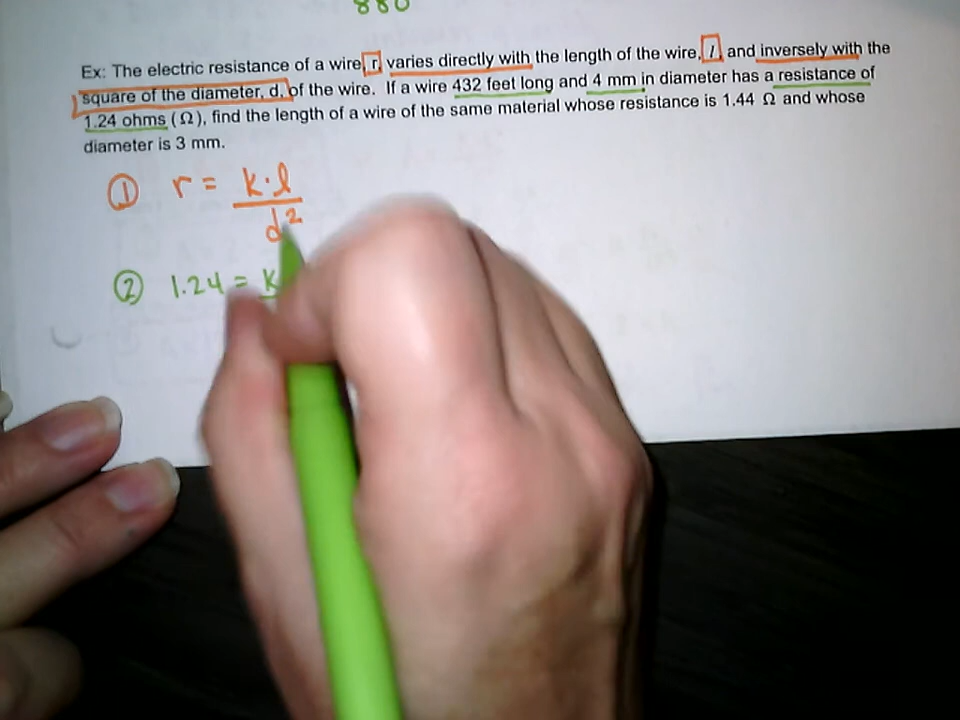 880
Ex: The electric resistance of a wire, r, varies directly with the length of the wire, l, and inversely with the
square of the diameter, d, of the wire. If a wire 432 feet long and 4 mm in diameter has a resistance of
1.24 ohms (Ω), find the length of a wire of the same material whose resistance is 1.44 Ω and whose
diameter is 3 mm.
① r = k·l
d²
② 1.24 = k